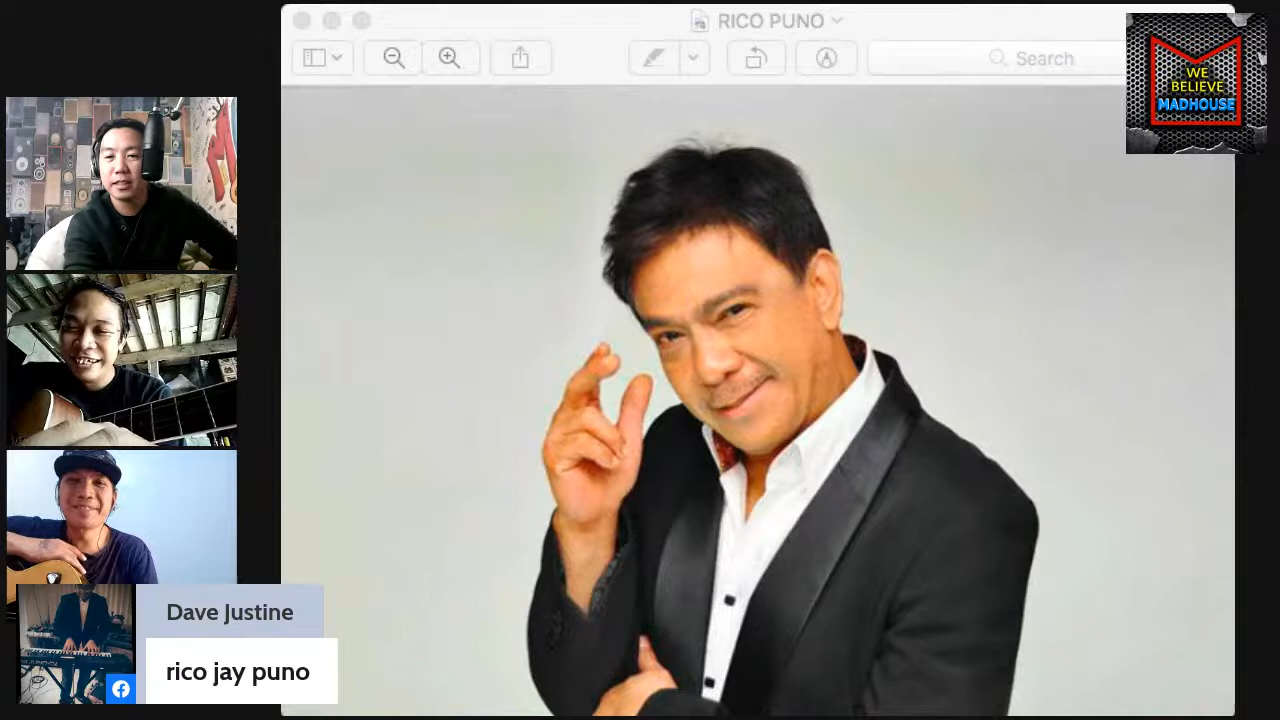 RICO PUNO
Search
WE
BELIEVE
MADHOUSE
Dave Justine
rico jay puno